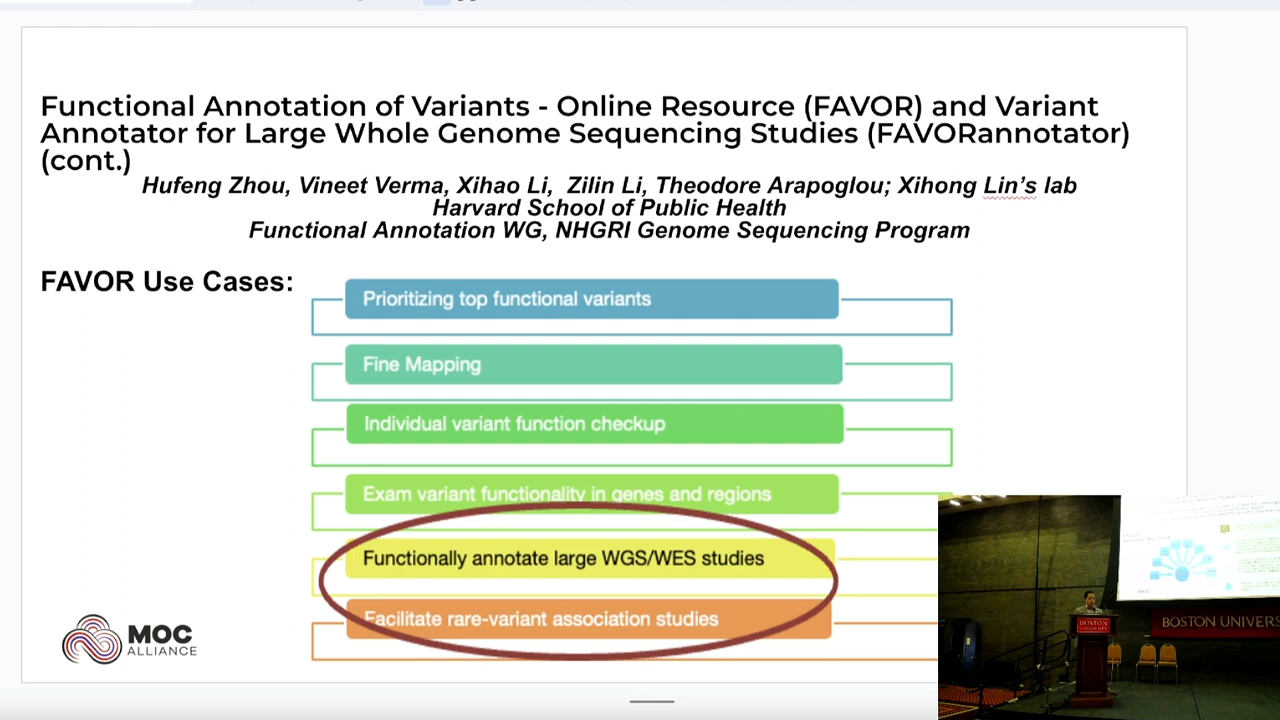 Functional Annotation of Variants - Online Resource (FAVOR) and Variant
Annotator for Large Whole Genome Sequencing Studies (FAVORannotator)
(cont.)
Hufeng Zhou, Vineet Verma, Xihao Li, Zilin Li, Theodore Arapoglou; Xihong Lin's lab
Harvard School of Public Health
Functional Annotation WG, NHGRI Genome Sequencing Program
FAVOR Use Cases:
Prioritizing top functional variants
Fine Mapping
Individual variant function checkup
Exam variant functionality in genes and regions
Functionally annotate large WGS/WES studies
Facilitate rare-variant association studies
MOC
ALLIANCE
BOSTON
BOSTON UNIVERS